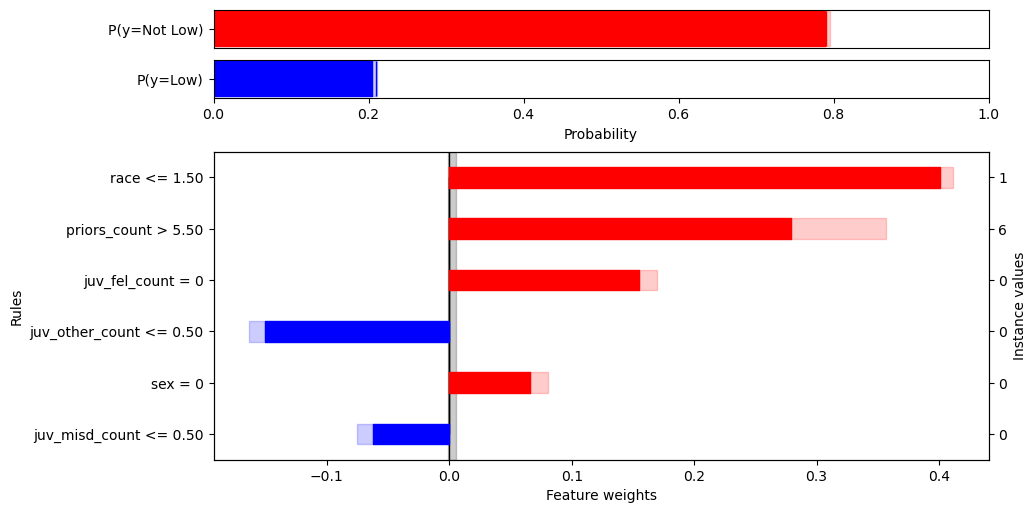 P(y=Not Low)
P(y=Low)
0.0 0.2 0.4 0.6 0.8 1.0
Probability
race <= 1.50 1
priors_count > 5.50 6
juv_fel_count = 0 0
juv_other_count <= 0.50 0
sex = 0 0
juv_misd_count <= 0.50 0
Rules
Instance values
−0.1 0.0 0.1 0.2 0.3 0.4
Feature weights